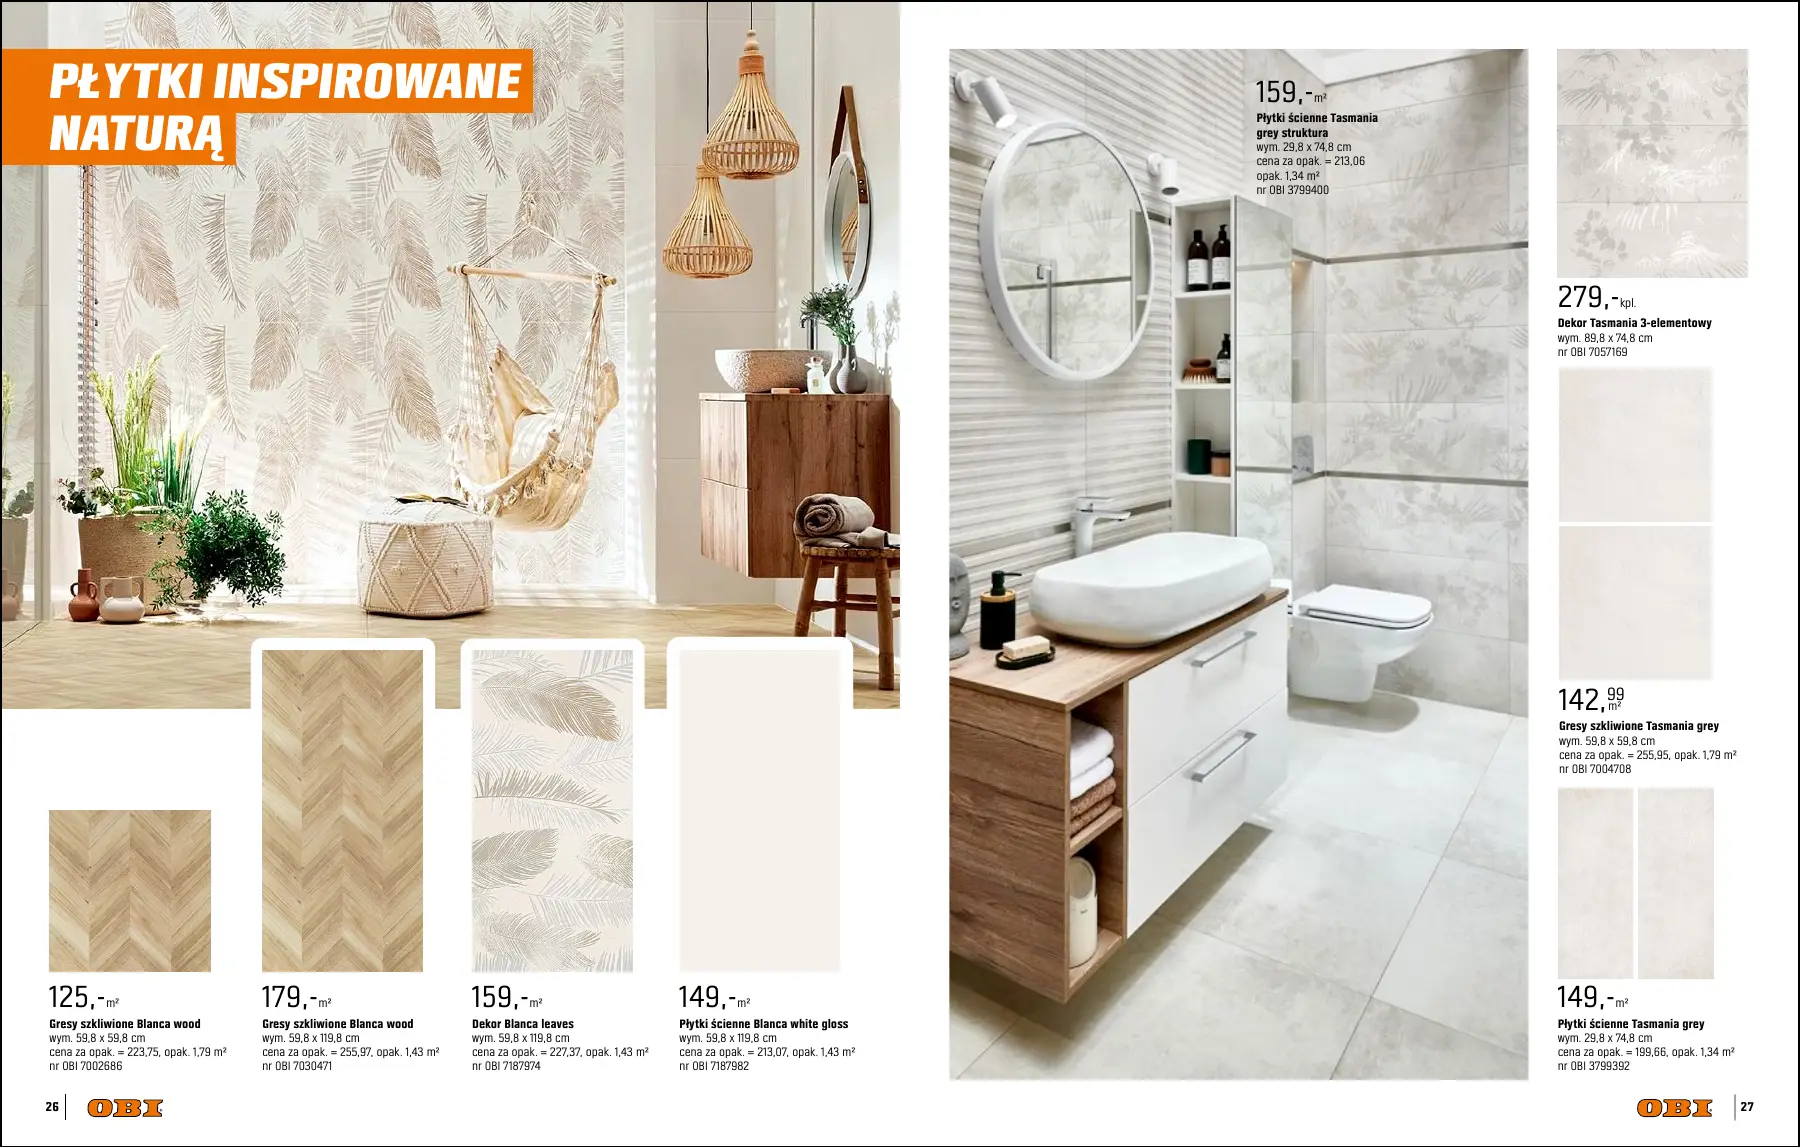 PŁYTKI INSPIROWANE
NATURĄ
125,-m²
Gresy szkliwione Blanca wood
wym. 59,8 x 59,8 cm
cena za opak. = 223,75, opak. 1,79 m²
nr OBI 7002686
179,-m²
Gresy szkliwione Blanca wood
wym. 59,8 x 119,8 cm
cena za opak. = 255,97, opak. 1,43 m²
nr OBI 7030471
159,-m²
Dekor Blanca leaves
wym. 59,8 x 119,8 cm
cena za opak. = 227,37, opak. 1,43 m²
nr OBI 7187974
149,-m²
Płytki ścienne Blanca white gloss
wym. 59,8 x 119,8 cm
cena za opak. = 213,07, opak. 1,43 m²
nr OBI 7187982
26
OBI
159,-m²
Płytki ścienne Tasmania
grey struktura
wym. 29,8 x 74,8 cm
cena za opak. = 213,06
opak. 1,34 m²
nr OBI 3799400
279,-kpl.
Dekor Tasmania 3-elementowy
wym. 89,8 x 74,8 cm
nr OBI 7057169
142,99 m²
Gresy szkliwione Tasmania grey
wym. 59,8 x 59,8 cm
cena za opak. = 255,95, opak. 1,79 m²
nr OBI 7004708
149,-m²
Płytki ścienne Tasmania grey
wym. 29,8 x 74,8 cm
cena za opak. = 199,66, opak. 1,34 m²
nr OBI 3799392
OBI
27